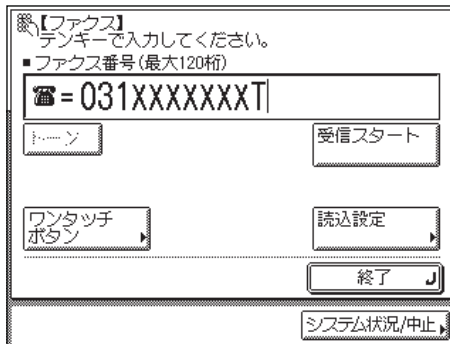 【ファクス】
テンキーで入力してください。
■ファクス番号(最大120桁)
☎=031XXXXXXXT
トーン
受信スタート
ワンタッチ
ボタン
読込設定
終了
システム状況/中止